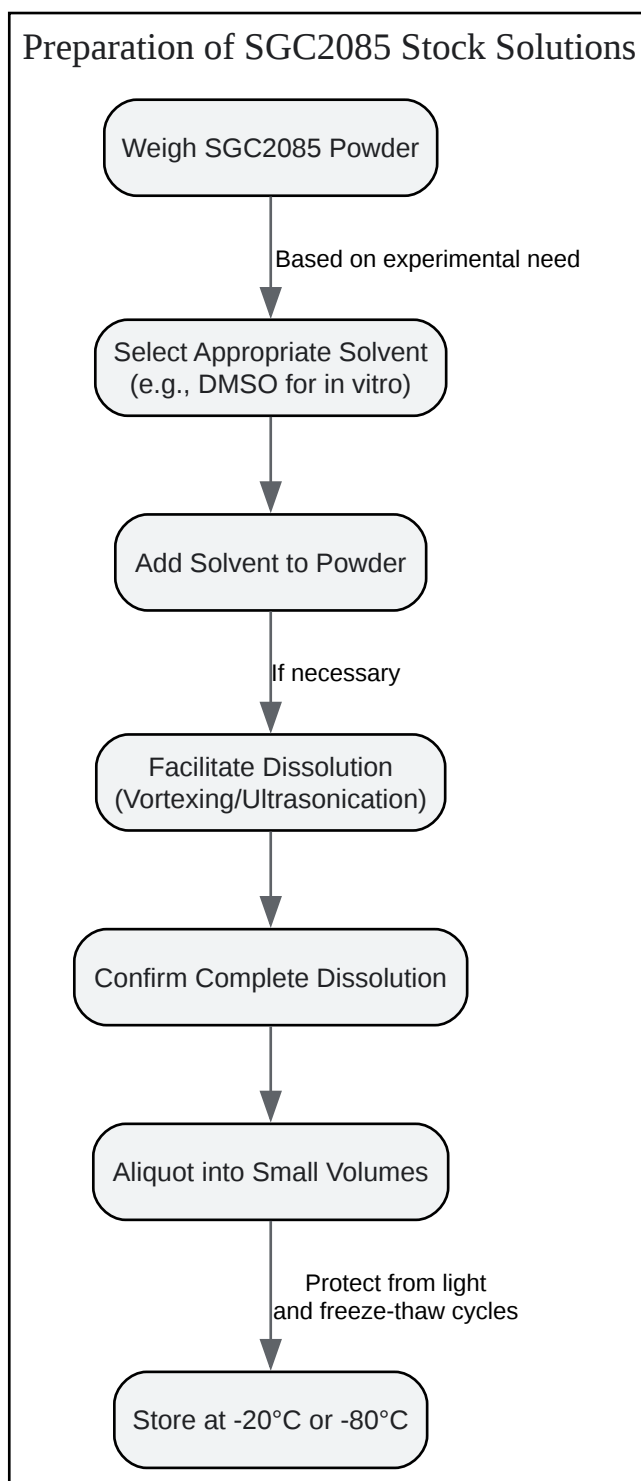 Preparation of SGC2085 Stock Solutions
Weigh SGC2085 Powder
Based on experimental need
Select Appropriate Solvent
(e.g., DMSO for in vitro)
Add Solvent to Powder
If necessary
Facilitate Dissolution
(Vortexing/Ultrasonication)
Confirm Complete Dissolution
Aliquot into Small Volumes
Protect from light
and freeze-thaw cycles
Store at -20°C or -80°C